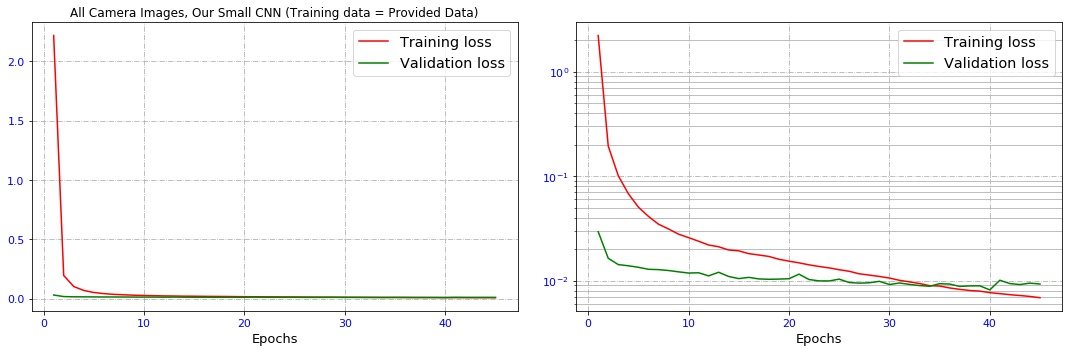 All Camera Images, Our Small CNN (Training data = Provided Data)
Training loss
Validation loss
2.0
1.5
1.0
0.5
0.0
0 10 20 30 40
Epochs
Training loss
Validation loss
10⁰
10⁻¹
10⁻²
0 10 20 30 40
Epochs